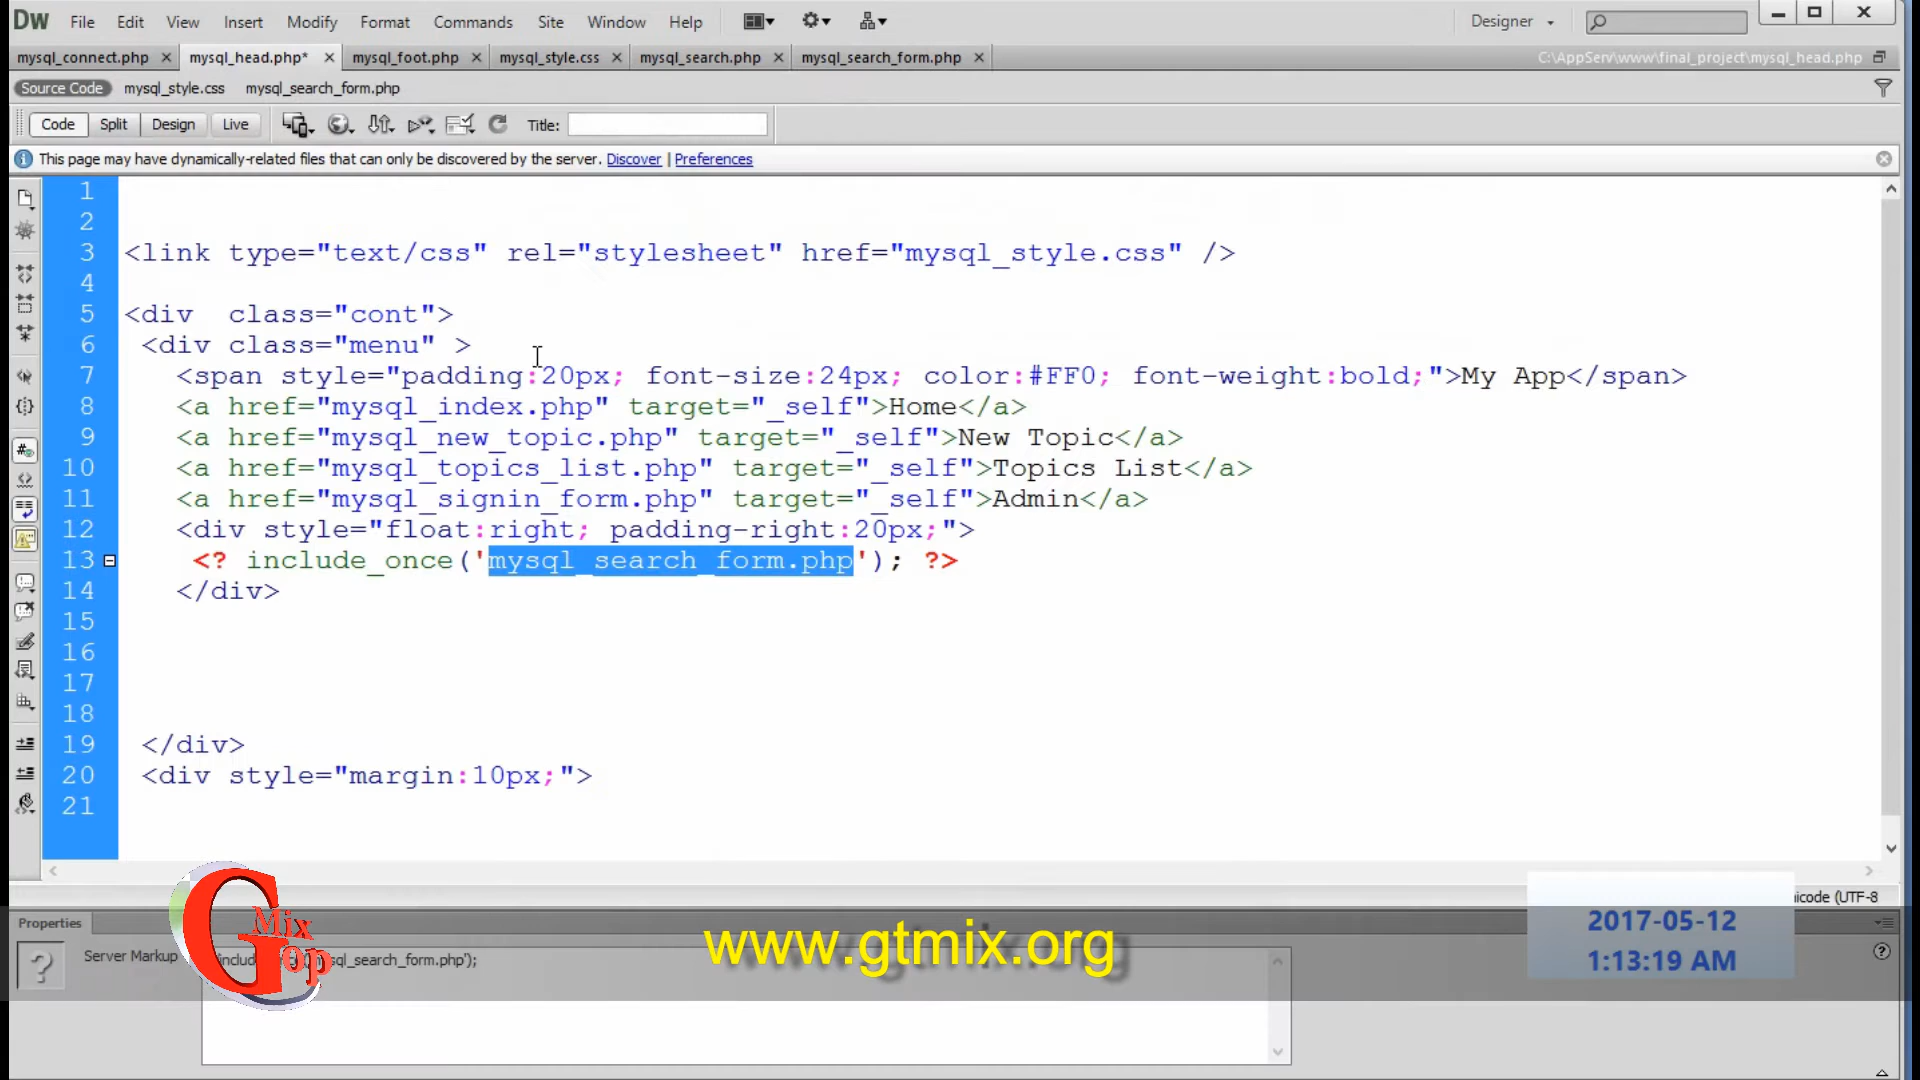 Dw File Edit View Insert Modify Format Commands Site Window Help Designer
mysql_connect.php mysql_head.php* mysql_foot.php mysql_style.css mysql_search.php mysql_search_form.php C:\AppServ\www\final_project\mysql_head.php
Source Code mysql_style.css mysql_search_form.php
Code Split Design Live Title:
This page may have dynamically-related files that can only be discovered by the server. Discover | Preferences
1
2
3 <link type="text/css" rel="stylesheet" href="mysql_style.css" />
4
5 <div  class="cont">
6 <div class="menu" >
7 <span style="padding:20px; font-size:24px; color:#FF0; font-weight:bold;">My App</span>
8 <a href="mysql_index.php" target="_self">Home</a>
9 <a href="mysql_new_topic.php" target="_self">New Topic</a>
10 <a href="mysql_topics_list.php" target="_self">Topics List</a>
11 <a href="mysql_signin_form.php" target="_self">Admin</a>
12 <div style="float:right; padding-right:20px;">
13 <? include_once('mysql_search_form.php'); ?>
14 </div>
15
16
17
18
19 </div>
20 <div style="margin:10px;">
21
icode (UTF-8
Properties
Server Markup
sql_search_form.php');
G Mix Top
www.gtmix.org
2017-05-12
1:13:19 AM